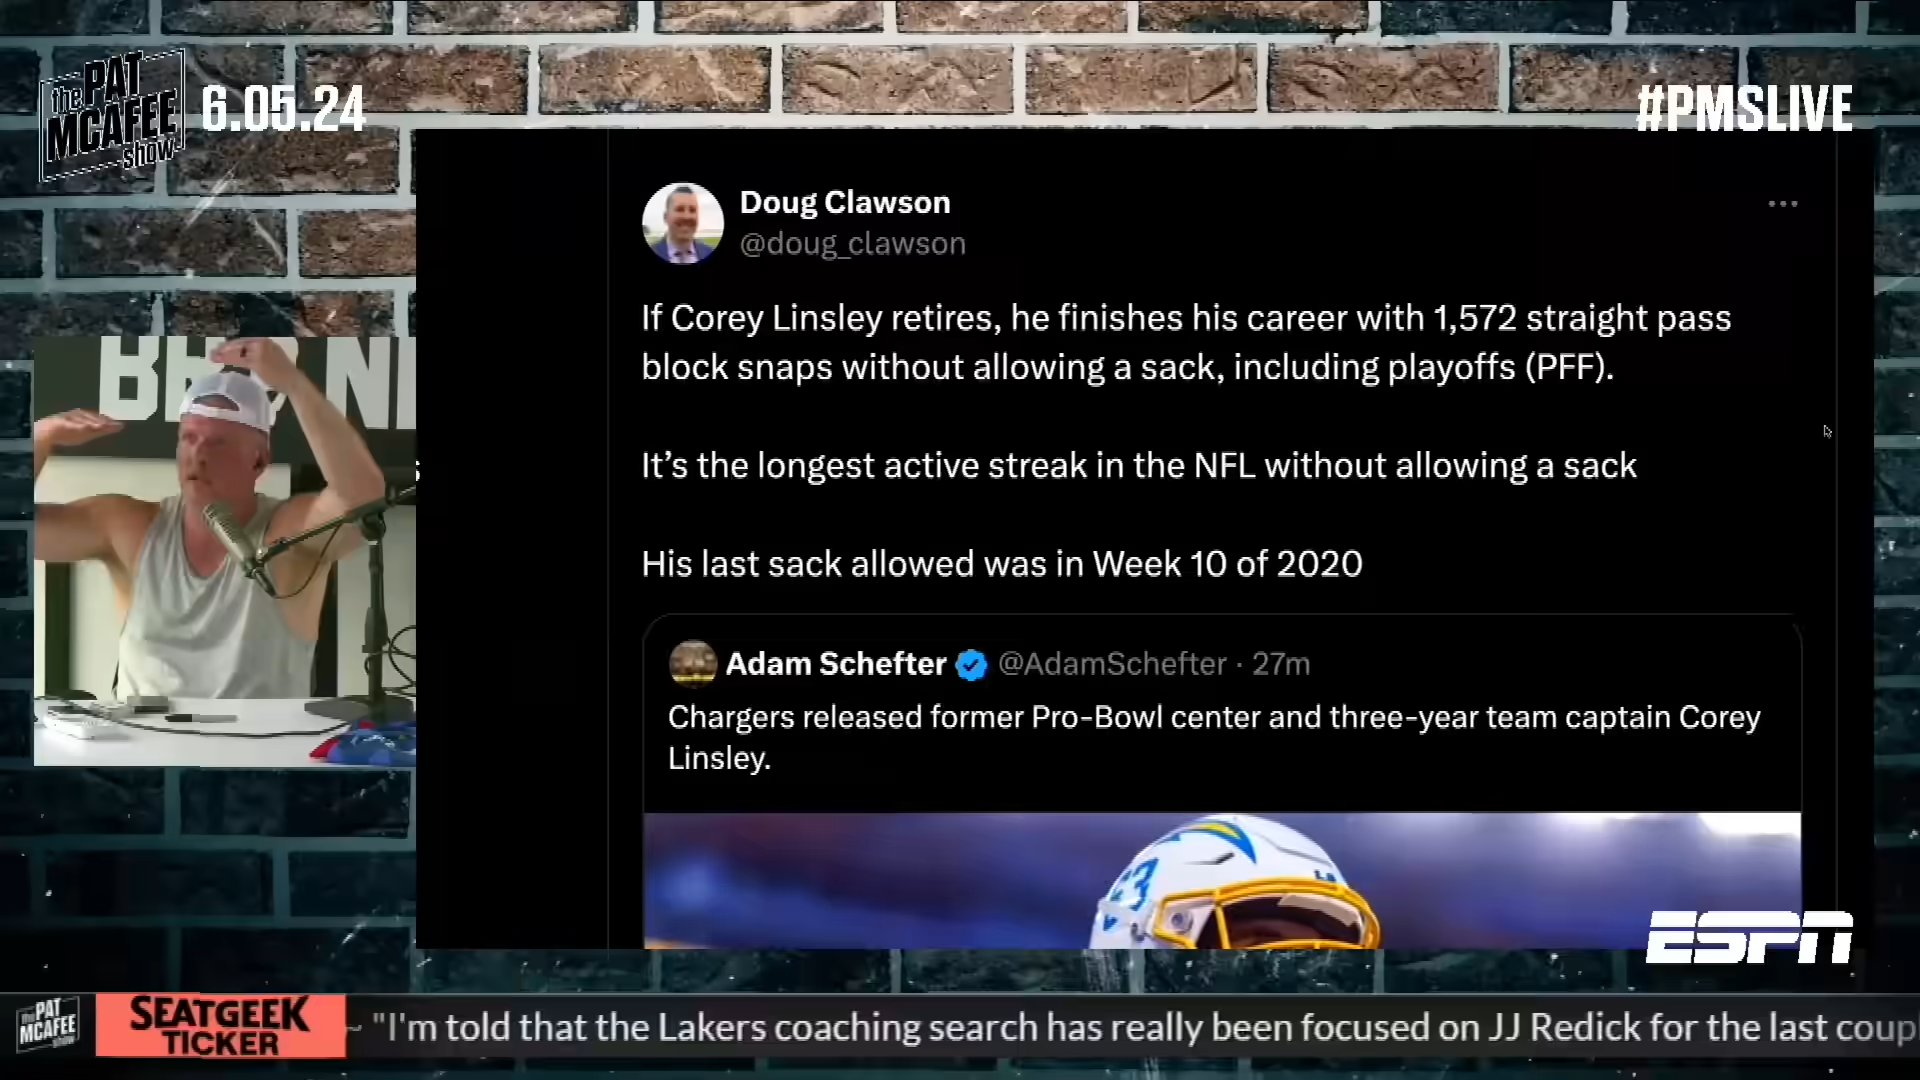 the PAT
MCAFEE
show
6.05.24
#PMSLIVE
Doug Clawson
@doug_clawson
If Corey Linsley retires, he finishes his career with 1,572 straight pass
block snaps without allowing a sack, including playoffs (PFF).
It’s the longest active streak in the NFL without allowing a sack
His last sack allowed was in Week 10 of 2020
Adam Schefter @AdamSchefter · 27m
Chargers released former Pro-Bowl center and three-year team captain Corey
Linsley.
ESPN
the PAT
MCAFEE
show
SEATGEEK
TICKER
"I'm told that the Lakers coaching search has really been focused on JJ Redick for the last coupl